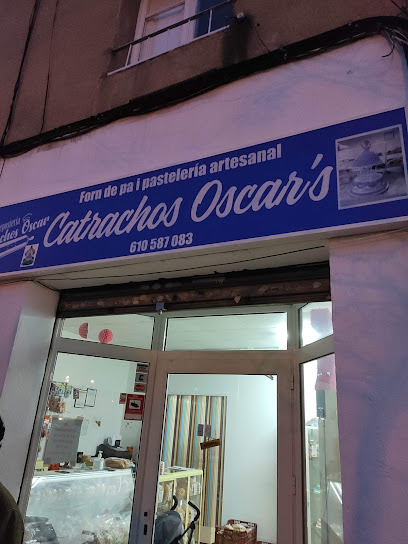 Forn de pa i pastelería artesanal
Catrachos Oscar's
610 587 083